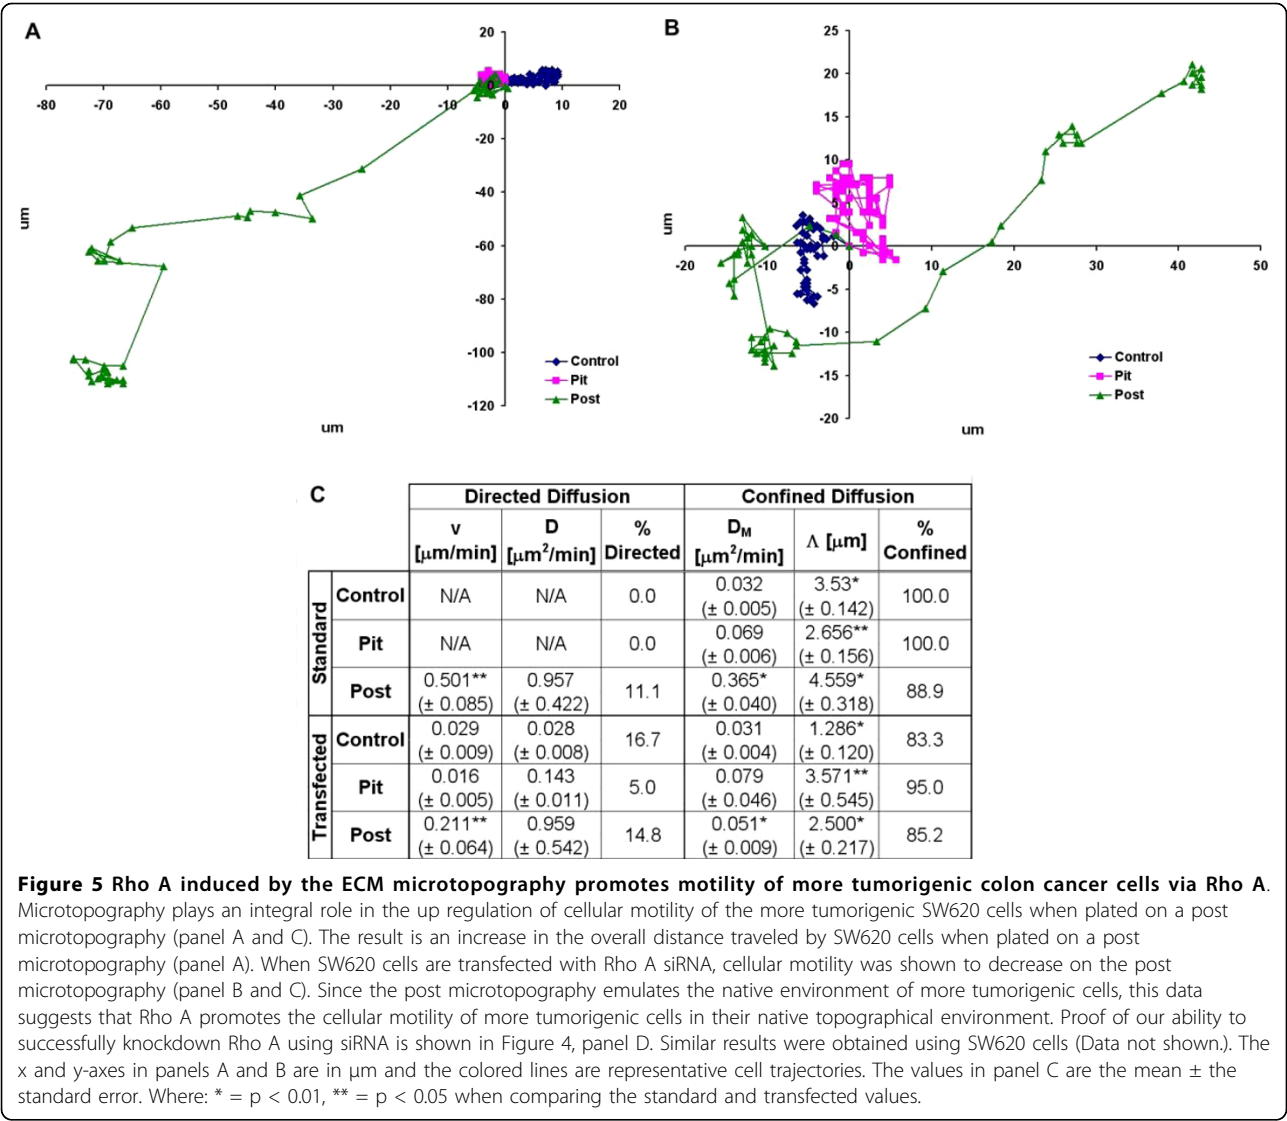 A
20
-80 -70 -60 -50 -40 -30 -20 -10 0 0 10 20
-20
-40
-60
-80
-100
-120
um
um
Control
Pit
Post
B
25
20
15
10
5
-20 -10 0 10 20 30 40 50
-5
-10
-15
-20
um
um
Control
Pit
Post
C
Directed Diffusion Confined Diffusion
v [μm/min] D [μm²/min] % Directed D_M [μm²/min] Λ [μm] % Confined
Standard
Control N/A N/A 0.0 0.032 (± 0.005) 3.53* (± 0.142) 100.0
Pit N/A N/A 0.0 0.069 (± 0.006) 2.656** (± 0.156) 100.0
Post 0.501** (± 0.085) 0.957 (± 0.422) 11.1 0.365* (± 0.040) 4.559* (± 0.318) 88.9
Transfected
Control 0.029 (± 0.009) 0.028 (± 0.008) 16.7 0.031 (± 0.004) 1.286* (± 0.120) 83.3
Pit 0.016 (± 0.005) 0.143 (± 0.011) 5.0 0.079 (± 0.046) 3.571** (± 0.545) 95.0
Post 0.211** (± 0.064) 0.959 (± 0.542) 14.8 0.051* (± 0.009) 2.500* (± 0.217) 85.2
Figure 5 Rho A induced by the ECM microtopography promotes motility of more tumorigenic colon cancer cells via Rho A.
Microtopography plays an integral role in the up regulation of cellular motility of the more tumorigenic SW620 cells when plated on a post
microtopography (panel A and C). The result is an increase in the overall distance traveled by SW620 cells when plated on a post
microtopography (panel A). When SW620 cells are transfected with Rho A siRNA, cellular motility was shown to decrease on the post
microtopography (panel B and C). Since the post microtopography emulates the native environment of more tumorigenic cells, this data
suggests that Rho A promotes the cellular motility of more tumorigenic cells in their native topographical environment. Proof of our ability to
successfully knockdown Rho A using siRNA is shown in Figure 4, panel D. Similar results were obtained using SW620 cells (Data not shown.). The
x and y-axes in panels A and B are in μm and the colored lines are representative cell trajectories. The values in panel C are the mean ± the
standard error. Where: * = p < 0.01, ** = p < 0.05 when comparing the standard and transfected values.